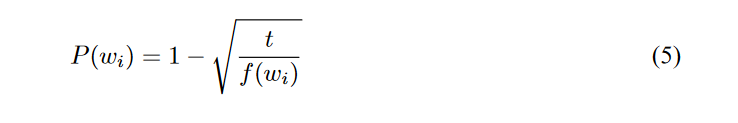 P(w_i) = 1 - \sqrt{\frac{t}{f(w_i)}} (5)